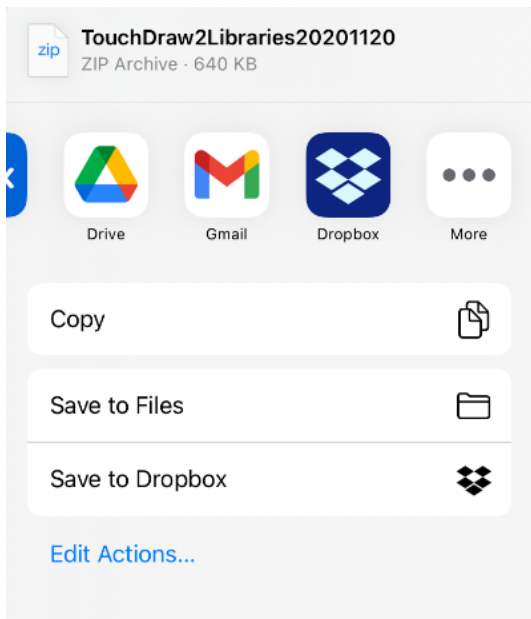 zip
TouchDraw2Libraries20201120
ZIP Archive · 640 KB
Drive
Gmail
Dropbox
More
Copy
Save to Files
Save to Dropbox
Edit Actions...